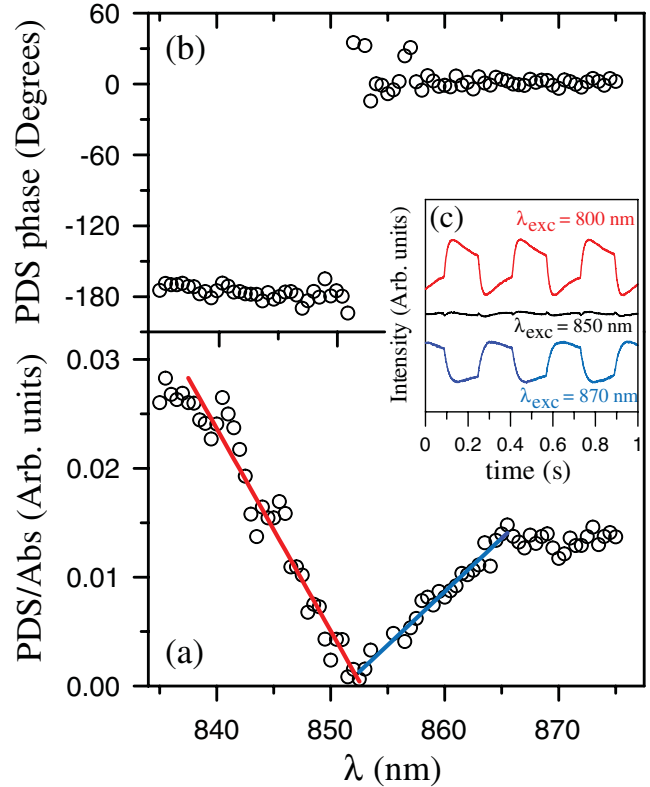 (b)
PDS phase (Degrees)
60
0
-60
-120
-180
(c)
Intensity (Arb. units)
λexc = 800 nm
λexc = 850 nm
λexc = 870 nm
0 0.2 0.4 0.6 0.8 1
time (s)
(a)
PDS/Abs (Arb. units)
0.03
0.02
0.01
0.00
840 850 860 870
λ (nm)